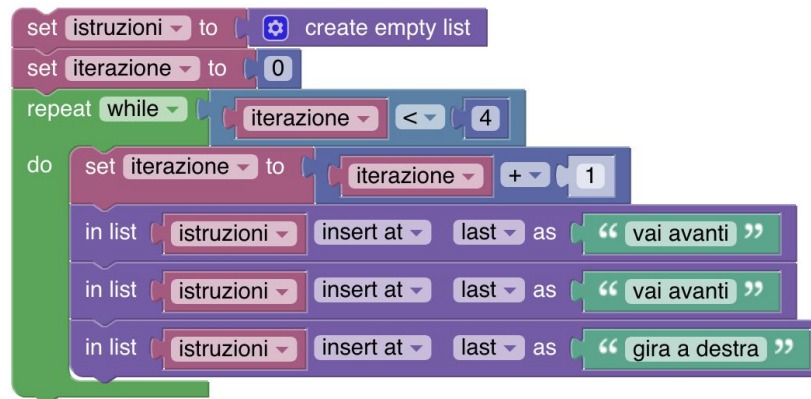 set istruzioni to create empty list
set iterazione to 0
repeat while iterazione < 4
do set iterazione to iterazione + 1
in list istruzioni insert at last as “ vai avanti ”
in list istruzioni insert at last as “ vai avanti ”
in list istruzioni insert at last as “ gira a destra ”